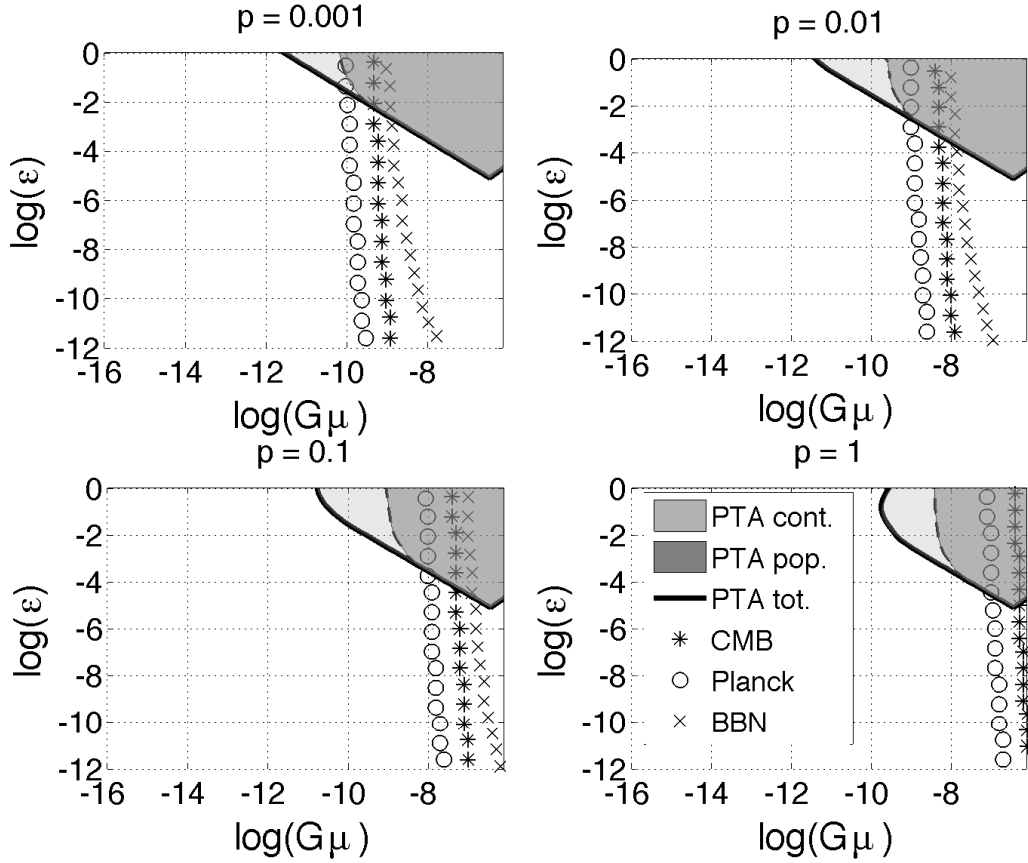 p = 0.001
0
-2
-4
-6
-8
-10
-12
log(ε)
-16 -14 -12 -10 -8
log(Gμ)
p = 0.01
0
-2
-4
-6
-8
-10
-12
log(ε)
-16 -14 -12 -10 -8
log(Gμ)
p = 0.1
0
-2
-4
-6
-8
-10
-12
log(ε)
-16 -14 -12 -10 -8
log(Gμ)
p = 1
0
-2
-4
-6
-8
-10
-12
log(ε)
PTA cont.
PTA pop.
PTA tot.
CMB
Planck
BBN
-16 -14 -12 -10 -8
log(Gμ)